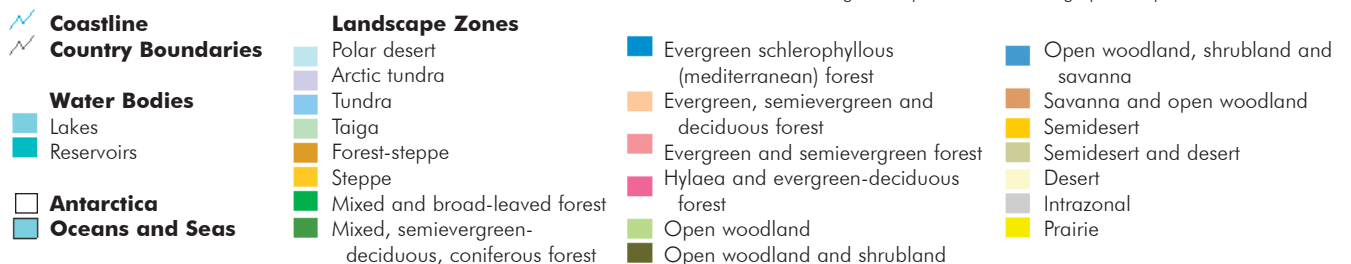 Coastline
Country Boundaries
Water Bodies
Lakes
Reservoirs
Antarctica
Oceans and Seas
Landscape Zones
Polar desert
Arctic tundra
Tundra
Taiga
Forest-steppe
Steppe
Mixed and broad-leaved forest
Mixed, semievergreen-
deciduous, coniferous forest
Evergreen schlerophyllous
(mediterranean) forest
Evergreen, semievergreen and
deciduous forest
Evergreen and semievergreen forest
Hylaea and evergreen-deciduous
forest
Open woodland
Open woodland and shrubland
Open woodland, shrubland and
savanna
Savanna and open woodland
Semidesert
Semidesert and desert
Desert
Intrazonal
Prairie